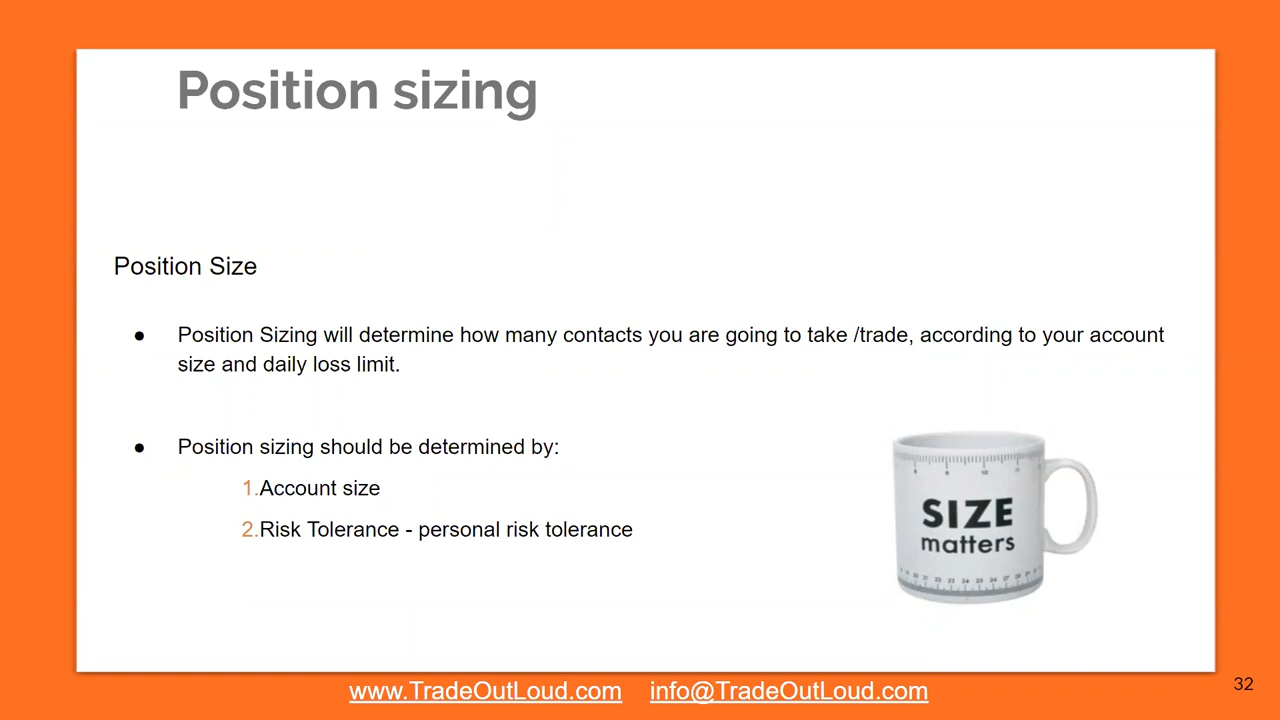 Position sizing
Position Size
● Position Sizing will determine how many contacts you are going to take /trade, according to your account
size and daily loss limit.
● Position sizing should be determined by:
1.Account size
2.Risk Tolerance - personal risk tolerance
SIZE
matters
www.TradeOutLoud.com info@TradeOutLoud.com
32